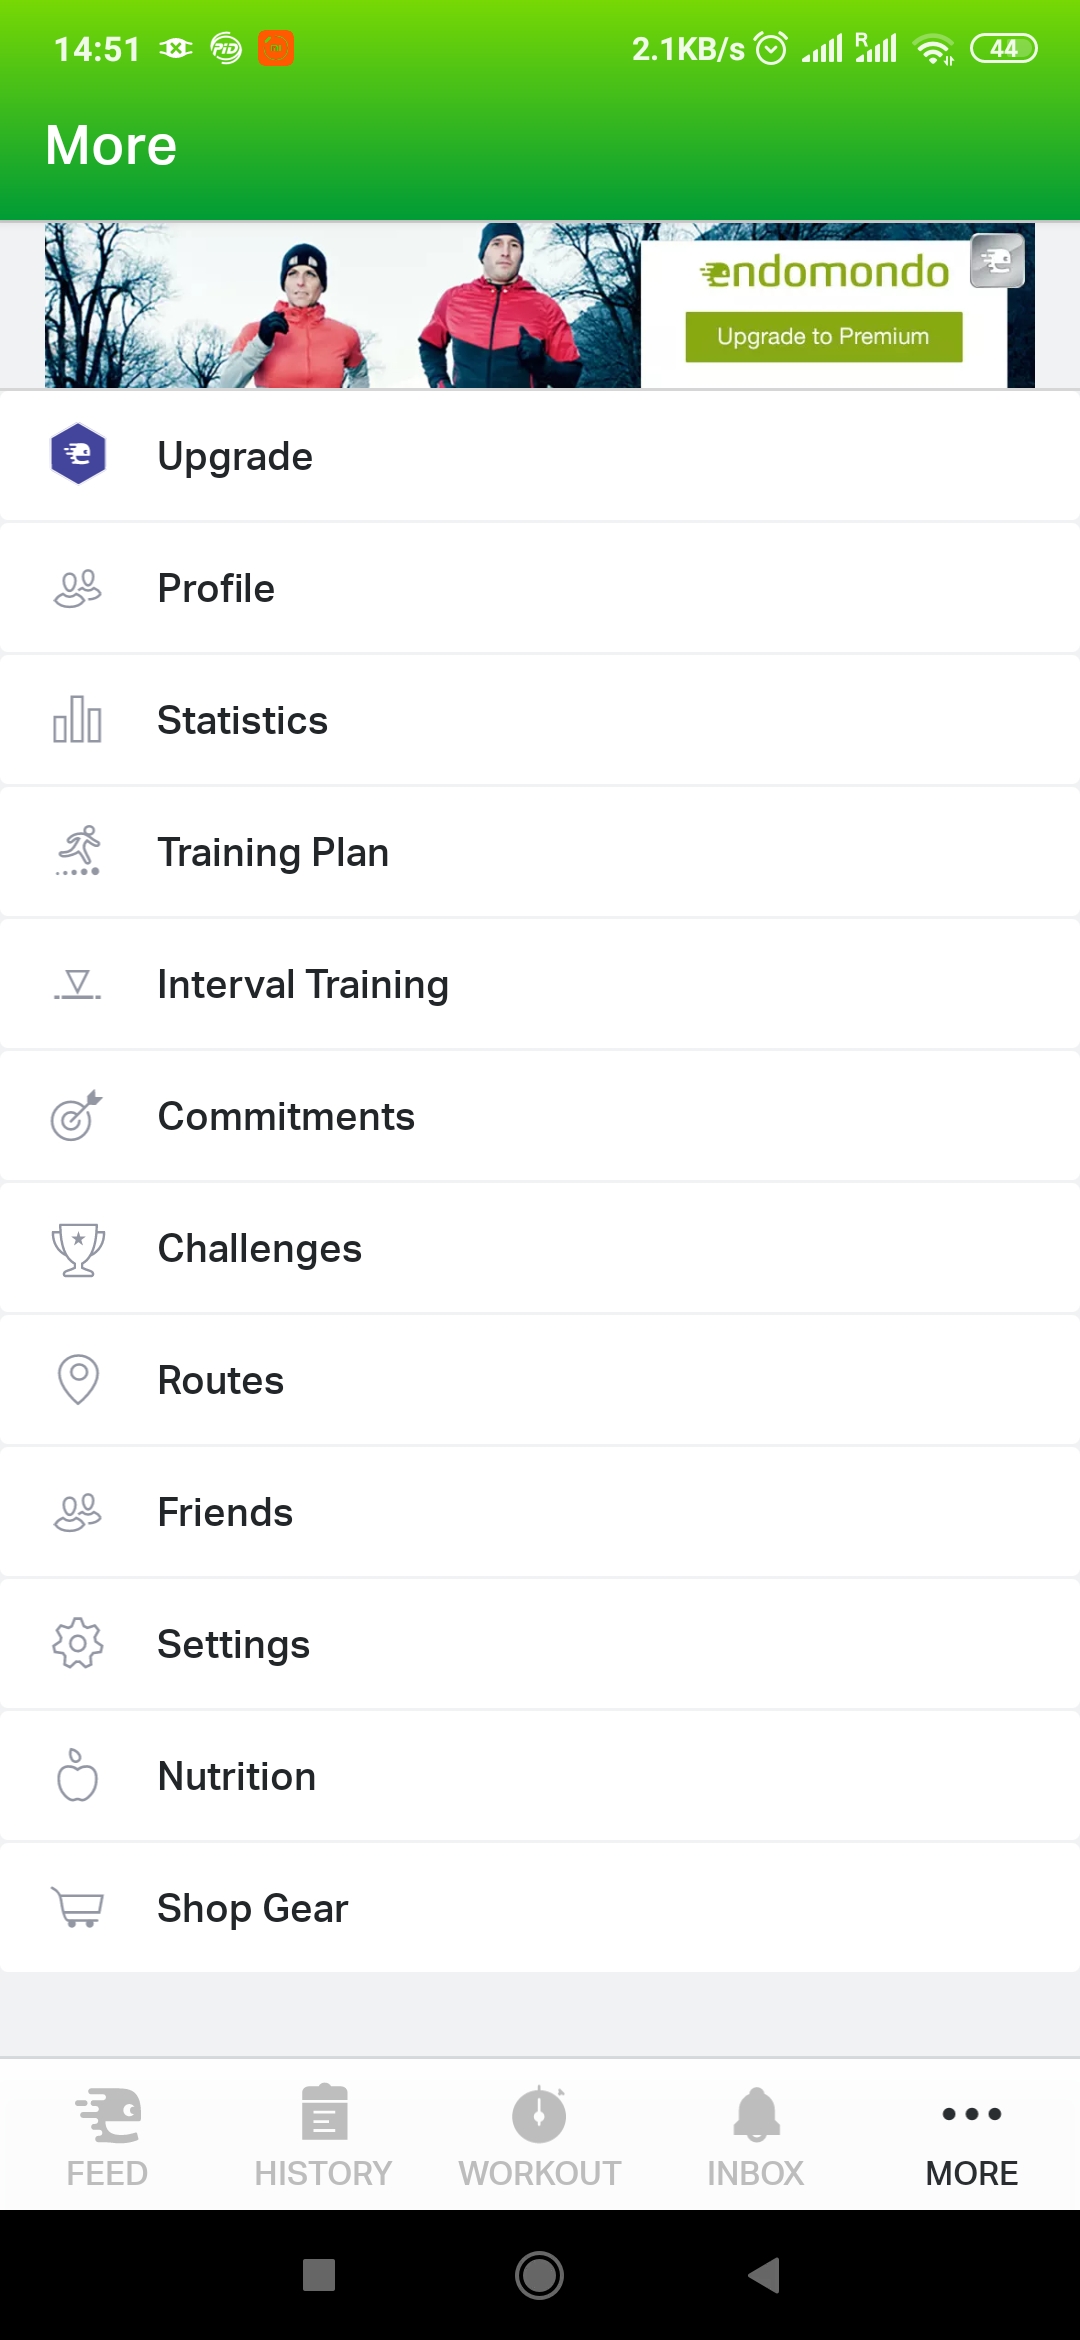 14:51 PID 2.1KB/s R 44
More
endomondo
Upgrade to Premium
Upgrade
Profile
Statistics
Training Plan
Interval Training
Commitments
Challenges
Routes
Friends
Settings
Nutrition
Shop Gear
FEED HISTORY WORKOUT INBOX MORE